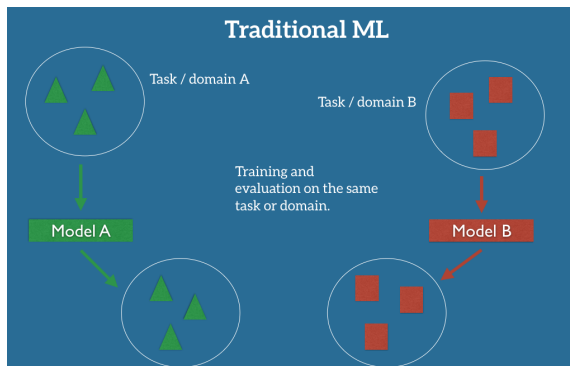 Traditional ML
Task / domain A
Task / domain B
Training and
evaluation on the same
task or domain.
Model A
Model B